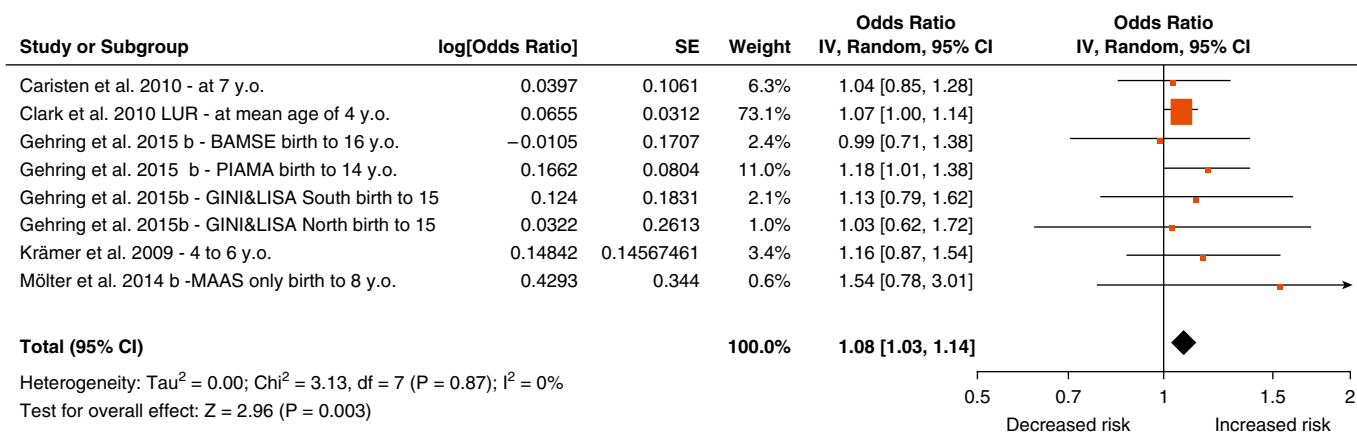 Odds Ratio Odds Ratio
Study or Subgroup log[Odds Ratio] SE Weight IV, Random, 95% CI IV, Random, 95% CI
Caristen et al. 2010 - at 7 y.o. 0.0397 0.1061 6.3% 1.04 [0.85, 1.28]
Clark et al. 2010 LUR - at mean age of 4 y.o. 0.0655 0.0312 73.1% 1.07 [1.00, 1.14]
Gehring et al. 2015 b - BAMSE birth to 16 y.o. −0.0105 0.1707 2.4% 0.99 [0.71, 1.38]
Gehring et al. 2015 b - PIAMA birth to 14 y.o. 0.1662 0.0804 11.0% 1.18 [1.01, 1.38]
Gehring et al. 2015b - GINI&LISA South birth to 15 0.124 0.1831 2.1% 1.13 [0.79, 1.62]
Gehring et al. 2015b - GINI&LISA North birth to 15 0.0322 0.2613 1.0% 1.03 [0.62, 1.72]
Krämer et al. 2009 - 4 to 6 y.o. 0.14842 0.14567461 3.4% 1.16 [0.87, 1.54]
Mölter et al. 2014 b -MAAS only birth to 8 y.o. 0.4293 0.344 0.6% 1.54 [0.78, 3.01]
Total (95% CI) 100.0% 1.08 [1.03, 1.14]
Heterogeneity: Tau² = 0.00; Chi² = 3.13, df = 7 (P = 0.87); I² = 0%
Test for overall effect: Z = 2.96 (P = 0.003)
0.5 0.7 1 1.5 2
Decreased risk Increased risk